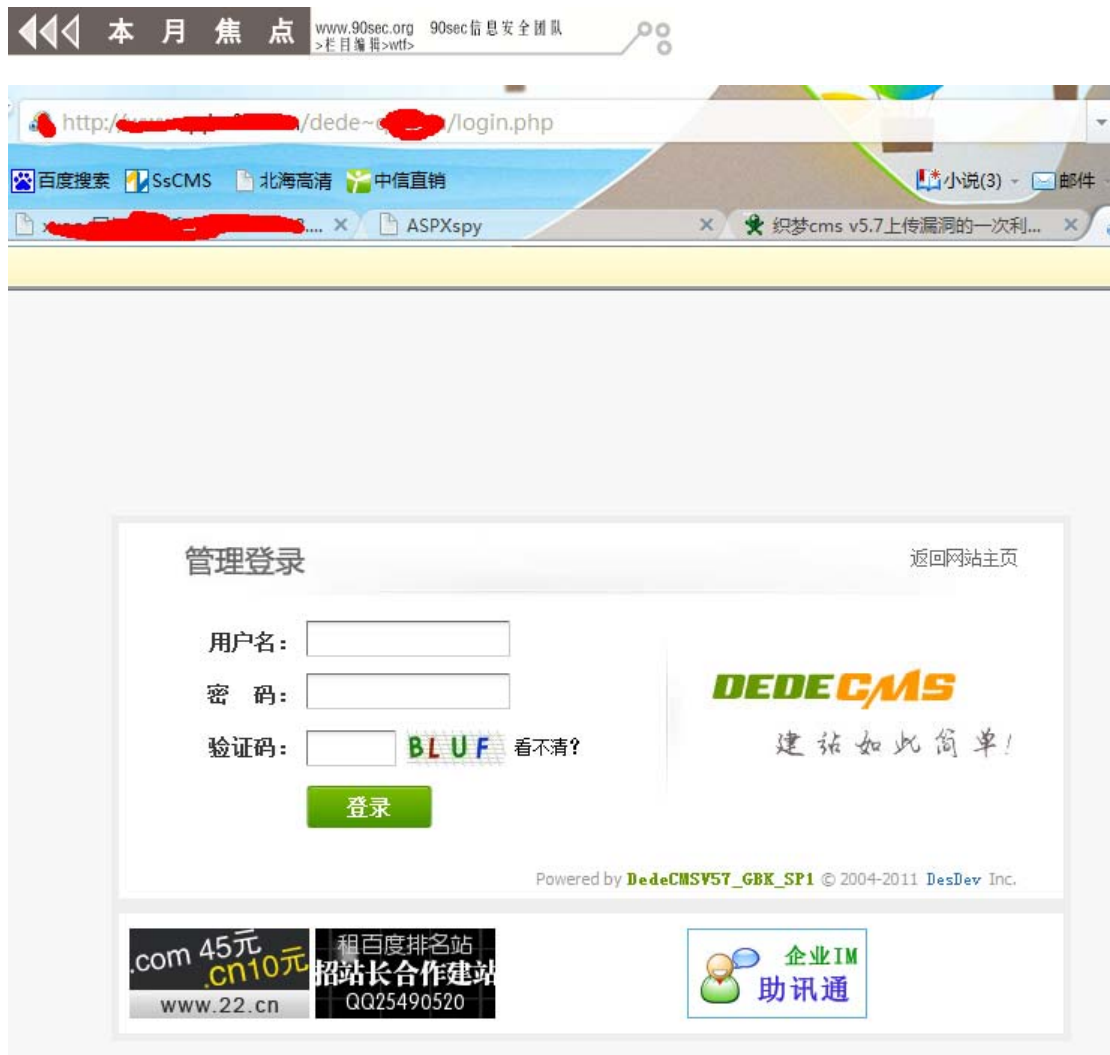 本月焦点
www.90sec.org 90sec信息安全团队
>栏目编辑>wtf>
http:/ /dede~ /login.php
百度搜索 SsCMS 北海高清 中信直销 小说(3) 邮件
.... ASPXspy 织梦cms v5.7上传漏洞的一次利...
管理登录 返回网站主页
用户名：
密 码：
验证码： BLUF 看不清？
DEDECMS
建站如此简单！
登录
Powered by DedeCMSV57_GBK_SP1 © 2004-2011 DesDev Inc.
.com 45元
.cn10元
www.22.cn
租百度排名站
招站长合作建站
QQ25490520
企业IM
助讯通